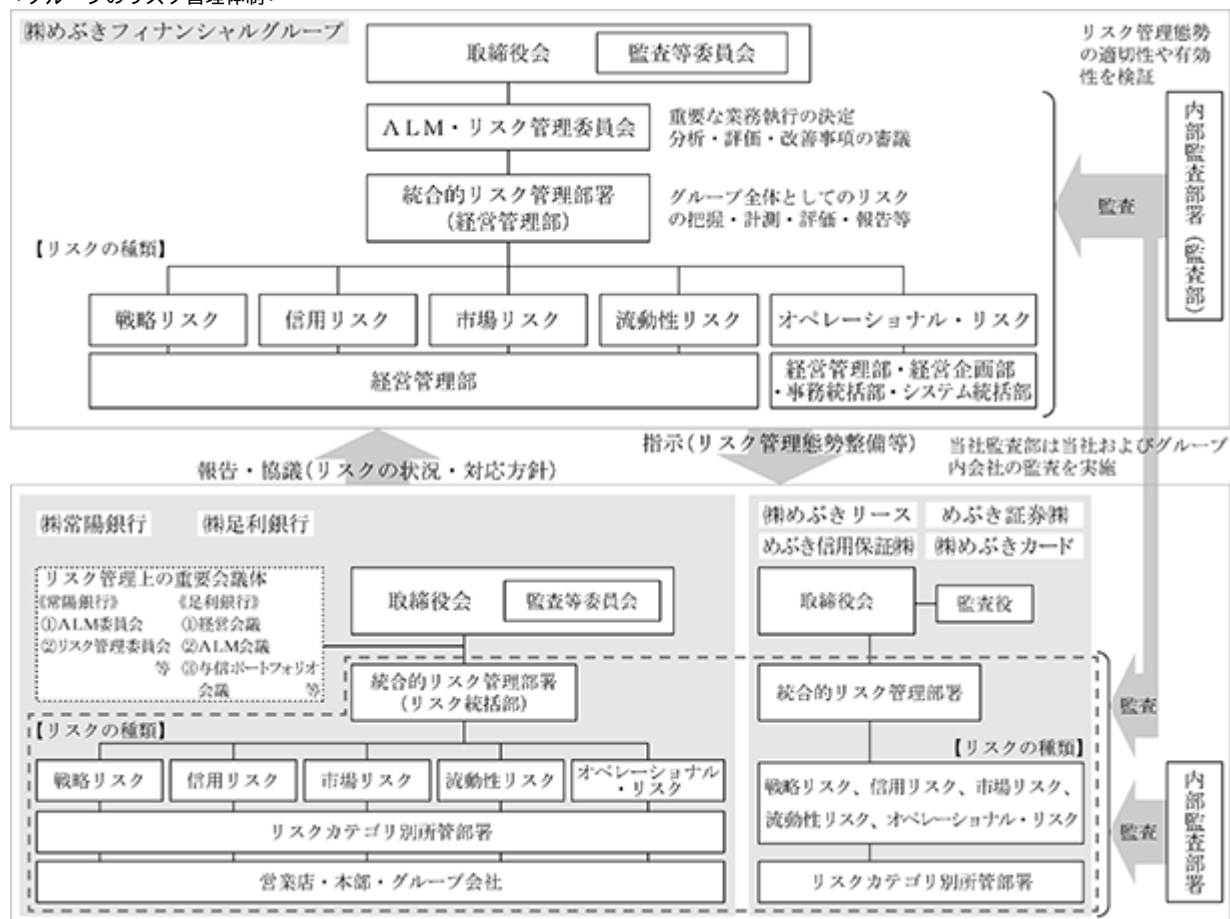 ㈱めぶきフィナンシャルグループ
取締役会
監査等委員会
リスク管理態勢
の適切性や有効
性を検証
ALM・リスク管理委員会
重要な業務執行の決定
分析・評価・改善事項の審議
内部監査部署（監査部）
統合的リスク管理部署
(経営管理部)
グループ全体としてのリスク
の把握・計測・評価・報告等
監査
【リスクの種類】
戦略リスク
信用リスク
市場リスク
流動性リスク
オペレーショナル・リスク
経営管理部
経営管理部・経営企画部
・事務統括部・システム統括部
報告・協議(リスクの状況・対応方針)
指示(リスク管理態勢整備等)
当社監査部は当社およびグループ
内会社の監査を実施
㈱常陽銀行
㈱足利銀行
リスク管理上の重要会議体
《常陽銀行》
①ALM委員会
②リスク管理委員会
等
《足利銀行》
①経営会議
②ALM会議
③与信ポートフォリオ
会議
等
取締役会
監査等委員会
統合的リスク管理部署
(リスク統括部)
【リスクの種類】
戦略リスク
信用リスク
市場リスク
流動性リスク
オペレーショナル
・リスク
リスクカテゴリ別所管部署
営業店・本部・グループ会社
㈱めぶきリース
めぶき証券㈱
めぶき信用保証㈱
㈱めぶきカード
取締役会
監査役
統合的リスク管理部署
【リスクの種類】
戦略リスク、信用リスク、市場リスク、
流動性リスク、オペレーショナル・リスク
リスクカテゴリ別所管部署
監査
監査
内部監査部署